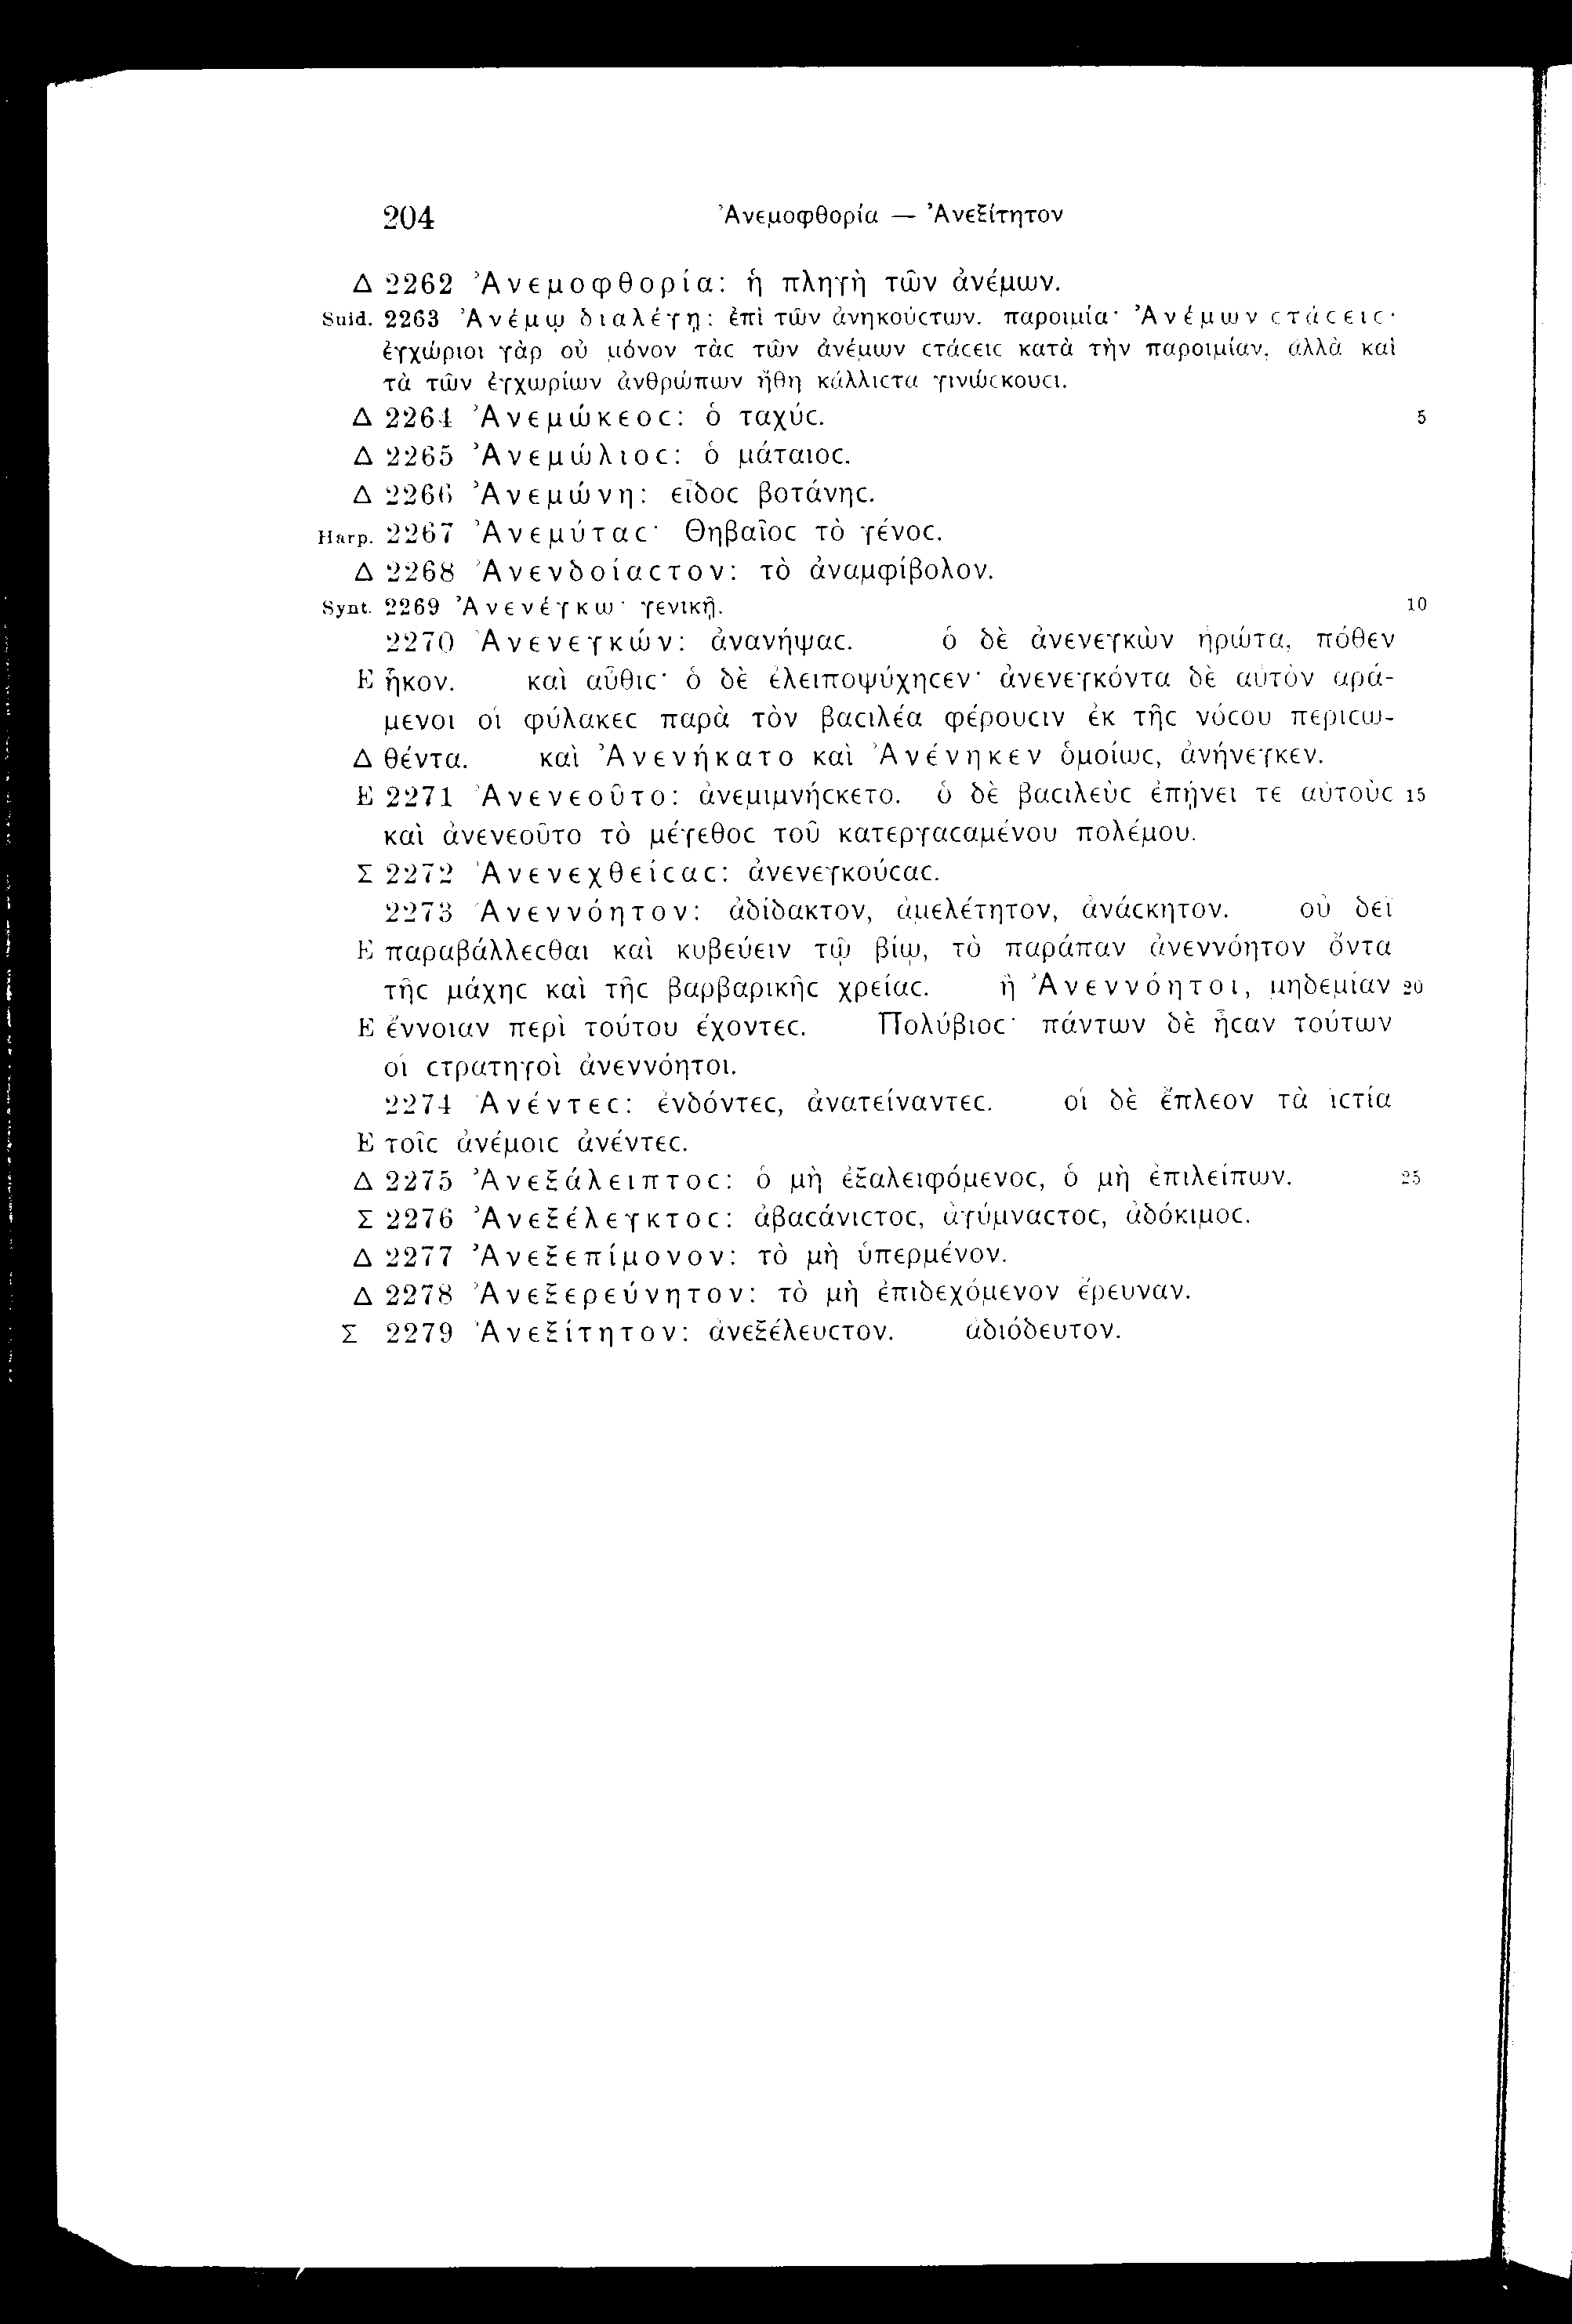 204 Ἀνεμοφθορία — Ἀνεξίτητον
Δ 2262 Ἀνεμοφθορία: ἡ πληγὴ τῶν ἀνέμων.
Suid. 2263 Ἀνέμῳ διαλέγῃ: ἐπὶ τῶν ἀνηκούϲτων. παροιμία· Ἀνέμων ϲτάϲειϲ·
ἐγχώριοι γὰρ οὐ μόνον τὰϲ τῶν ἀνέμων ϲτάϲειϲ κατὰ τὴν παροιμίαν, ἀλλὰ καὶ
τὰ τῶν ἐγχωρίων ἀνθρώπων ἤθη κάλλιϲτα γινώϲκουϲι.
Δ 2264 Ἀνεμώκεοϲ: ὁ ταχύϲ. 5
Δ 2265 Ἀνεμώλιοϲ: ὁ μάταιοϲ.
Δ 2266 Ἀνεμώνη: εἶδοϲ βοτάνηϲ.
Harp. 2267 Ἀνεμύταϲ· Θηβαῖοϲ τὸ γένοϲ.
Δ 2268 Ἀνενδοίαϲτον: τὸ ἀναμφίβολον.
Synt. 2269 Ἀνενέγκω· γενικῇ. 10
2270 Ἀνενεγκών: ἀνανήψαϲ. ὁ δὲ ἀνενεγκὼν ἠρώτα, πόθεν
E ἧκον. καὶ αὖθιϲ· ὁ δὲ ἐλειποψύχηϲεν· ἀνενεγκόντα δὲ αὐτὸν ἀρά-
μενοι οἱ φύλακεϲ παρὰ τὸν βαϲιλέα φέρουϲιν ἐκ τῆϲ νόϲου περιϲω-
Δ θέντα. καὶ Ἀνενήκατο καὶ Ἀνένηκεν ὁμοίωϲ, ἀνήνεγκεν.
E 2271 Ἀνενεοῦτο: ἀνεμιμνήϲκετο. ὁ δὲ βαϲιλεὺϲ ἐπῄνει τε αὐτοὺϲ 15
καὶ ἀνενεοῦτο τὸ μέγεθοϲ τοῦ κατεργαϲαμένου πολέμου.
Σ 2272 Ἀνενεχθείϲαϲ: ἀνενεγκούϲαϲ.
2273 Ἀνεννόητον: ἀδίδακτον, ἀμελέτητον, ἀνάϲκητον. οὐ δεῖ
E παραβάλλεϲθαι καὶ κυβεύειν τῷ βίῳ, τὸ παράπαν ἀνεννόητον ὄντα
τῆϲ μάχηϲ καὶ τῆϲ βαρβαρικῆϲ χρείαϲ. ἢ Ἀνεννόητοι, μηδεμίαν 20
E ἔννοιαν περὶ τούτου ἔχοντεϲ. Πολύβιοϲ· πάντων δὲ ἦϲαν τούτων
οἱ ϲτρατηγοὶ ἀνεννόητοι.
2274 Ἀνέντεϲ: ἐνδόντεϲ, ἀνατείναντεϲ. οἱ δὲ ἔπλεον τὰ ἱϲτία
E τοῖϲ ἀνέμοιϲ ἀνέντεϲ.
Δ 2275 Ἀνεξάλειπτοϲ: ὁ μὴ ἐξαλειφόμενοϲ, ὁ μὴ ἐπιλείπων. 25
Σ 2276 Ἀνεξέλεγκτοϲ: ἀβαϲάνιϲτοϲ, ἀγύμναϲτοϲ, ἀδόκιμοϲ.
Δ 2277 Ἀνεξεπίμονον: τὸ μὴ ὑπερμένον.
Δ 2278 Ἀνεξερεύνητον: τὸ μὴ ἐπιδεχόμενον ἔρευναν.
Σ 2279 Ἀνεξίτητον: ἀνεξέλευϲτον. ἀδιόδευτον.